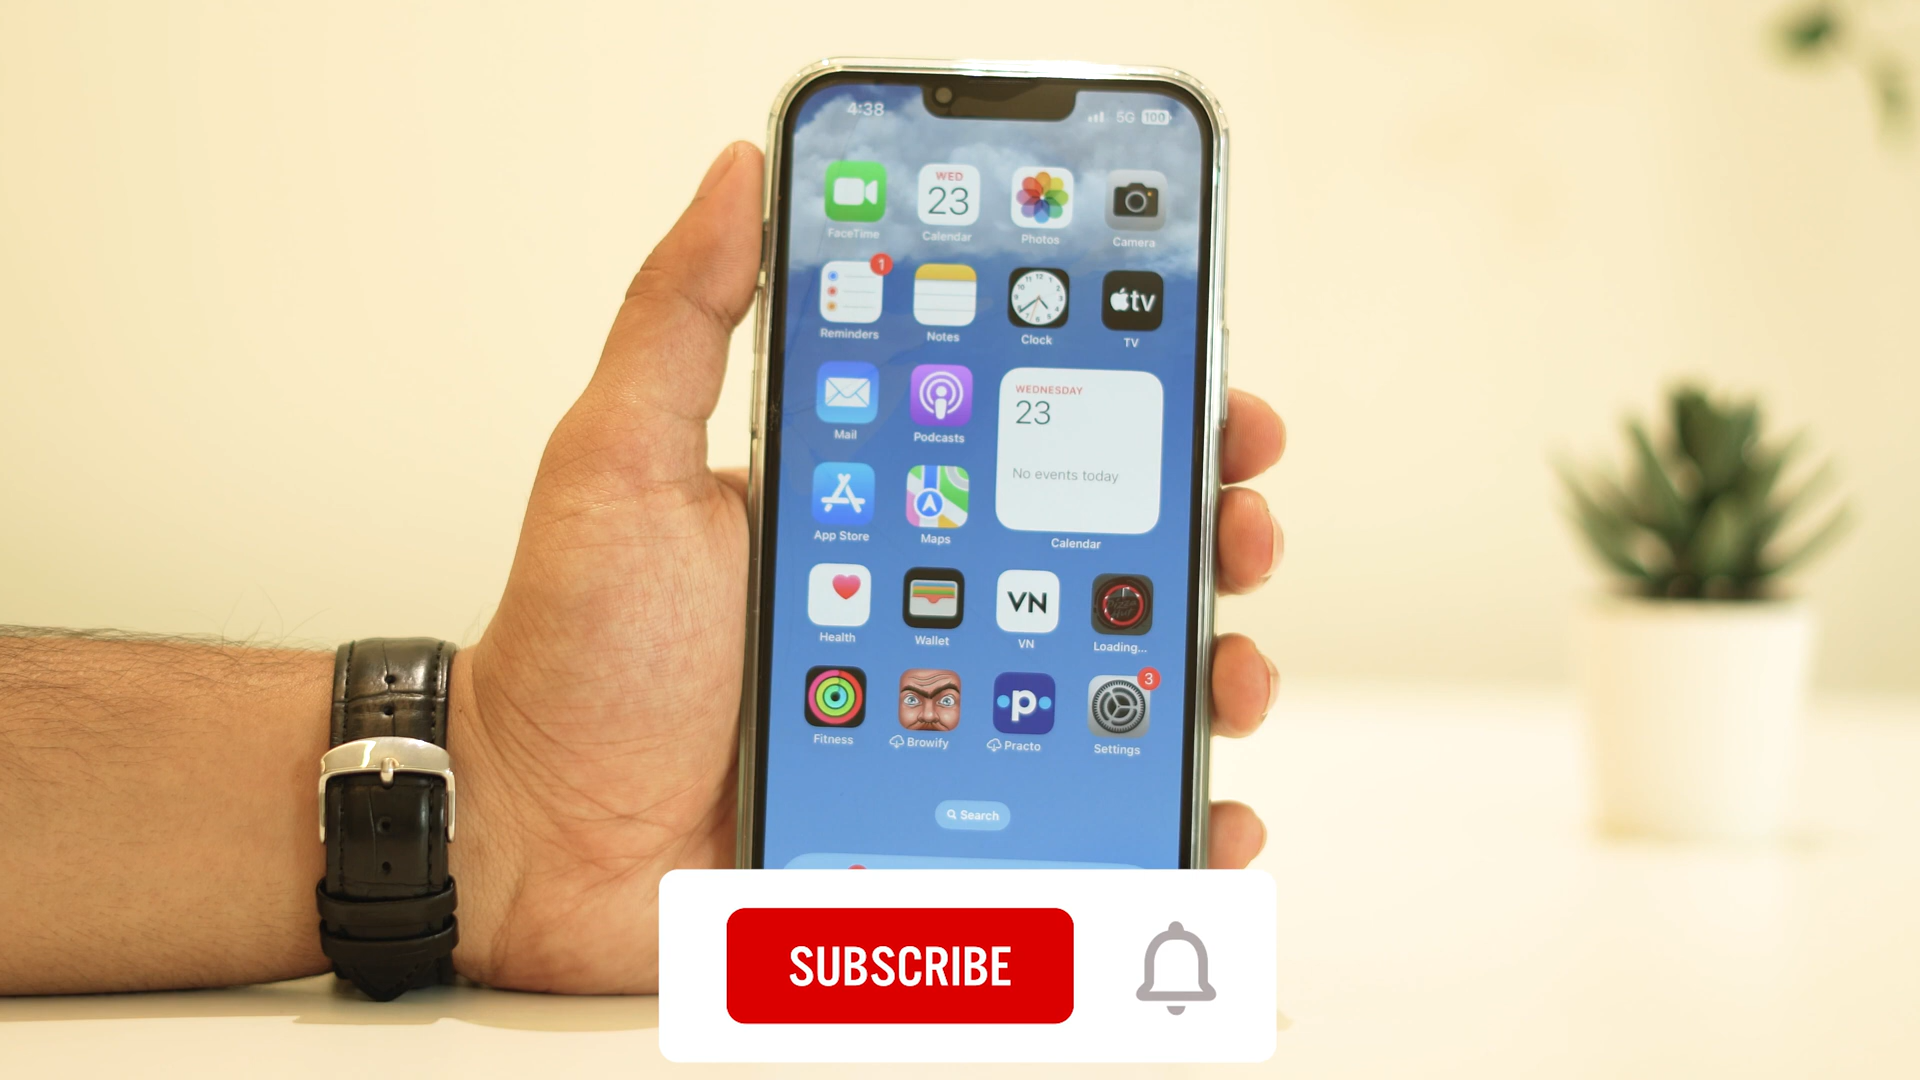 4:38
5G 100
WED
23
FaceTime
Calendar
Photos
Camera
1
tv
Reminders
Notes
Clock
TV
WEDNESDAY
23
No events today
Mail
Podcasts
App Store
Maps
Calendar
VN
Health
Wallet
VN
Loading...
3
p
Fitness
Browify
Practo
Settings
Search
SUBSCRIBE